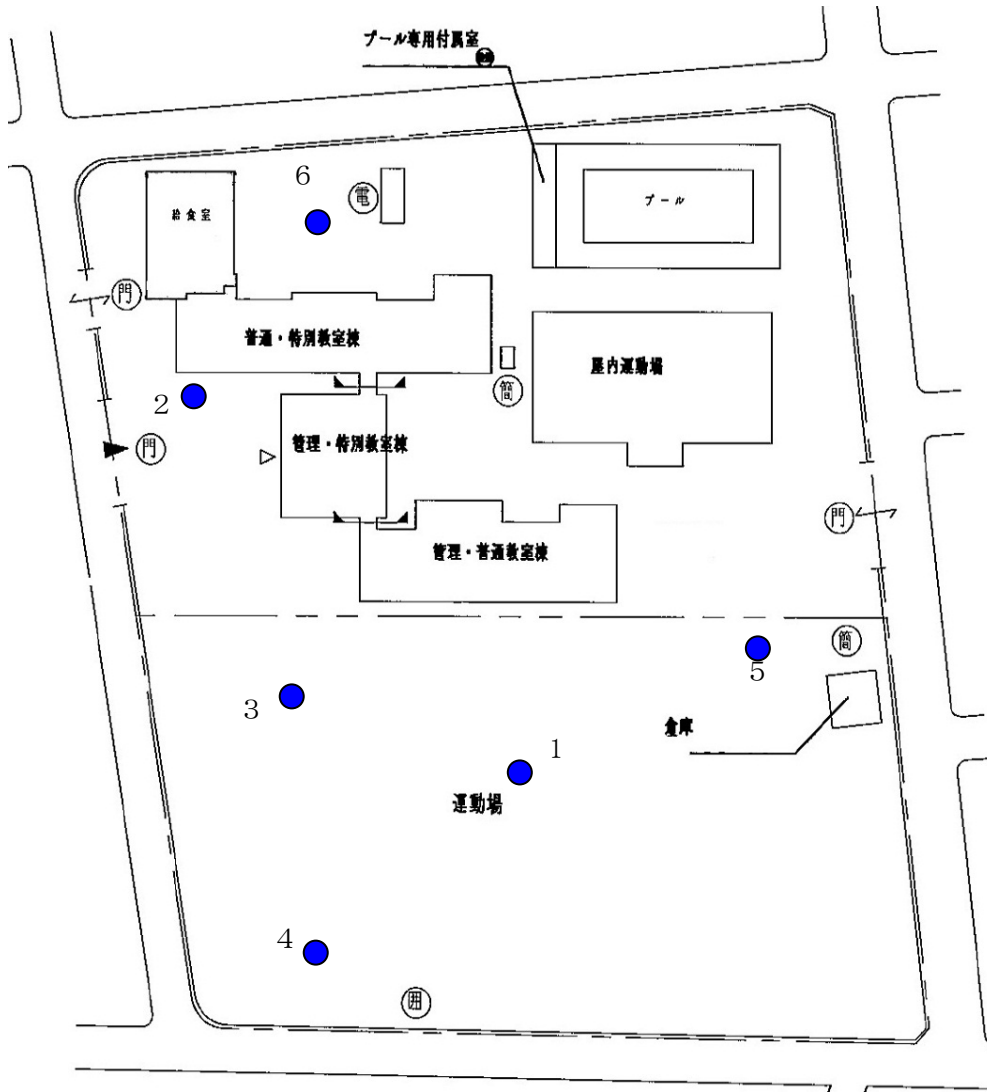 プール専用付属室
6
電
給食室
プール
門
普通・特別教室棟
屋内運動場
簡
2
門
管理・特別教室棟
門
管理・普通教室棟
簡
5
3
倉庫
1
運動場
4
囲